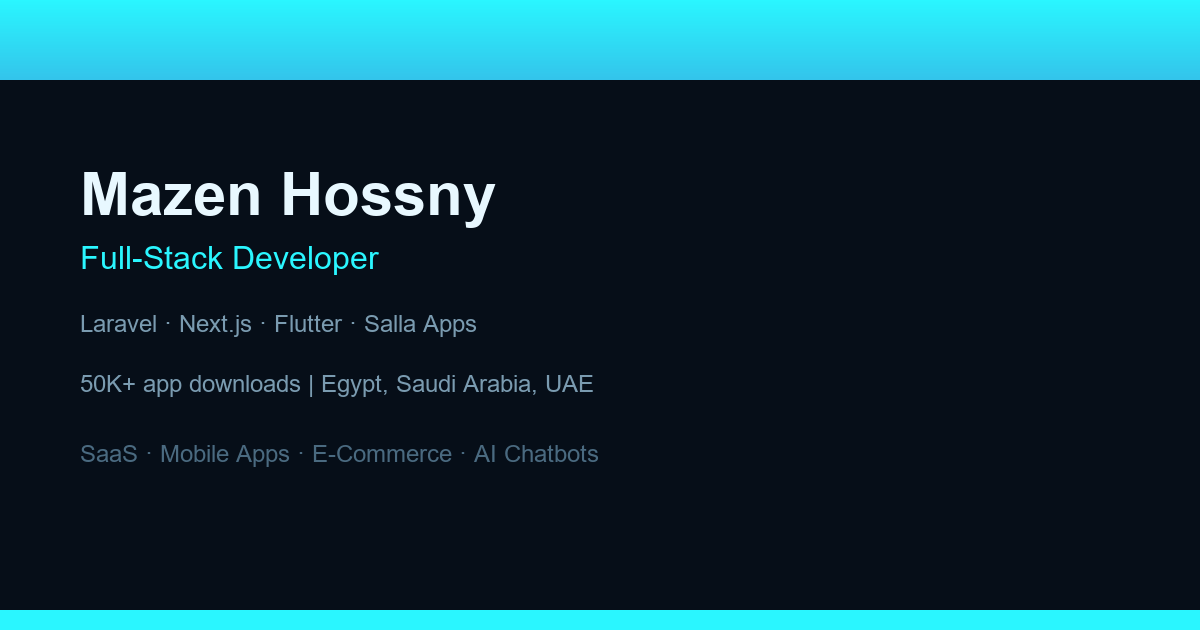 Mazen Hossny
Full-Stack Developer
Laravel · Next.js · Flutter · Salla Apps
50K+ app downloads | Egypt, Saudi Arabia, UAE
SaaS · Mobile Apps · E-Commerce · AI Chatbots